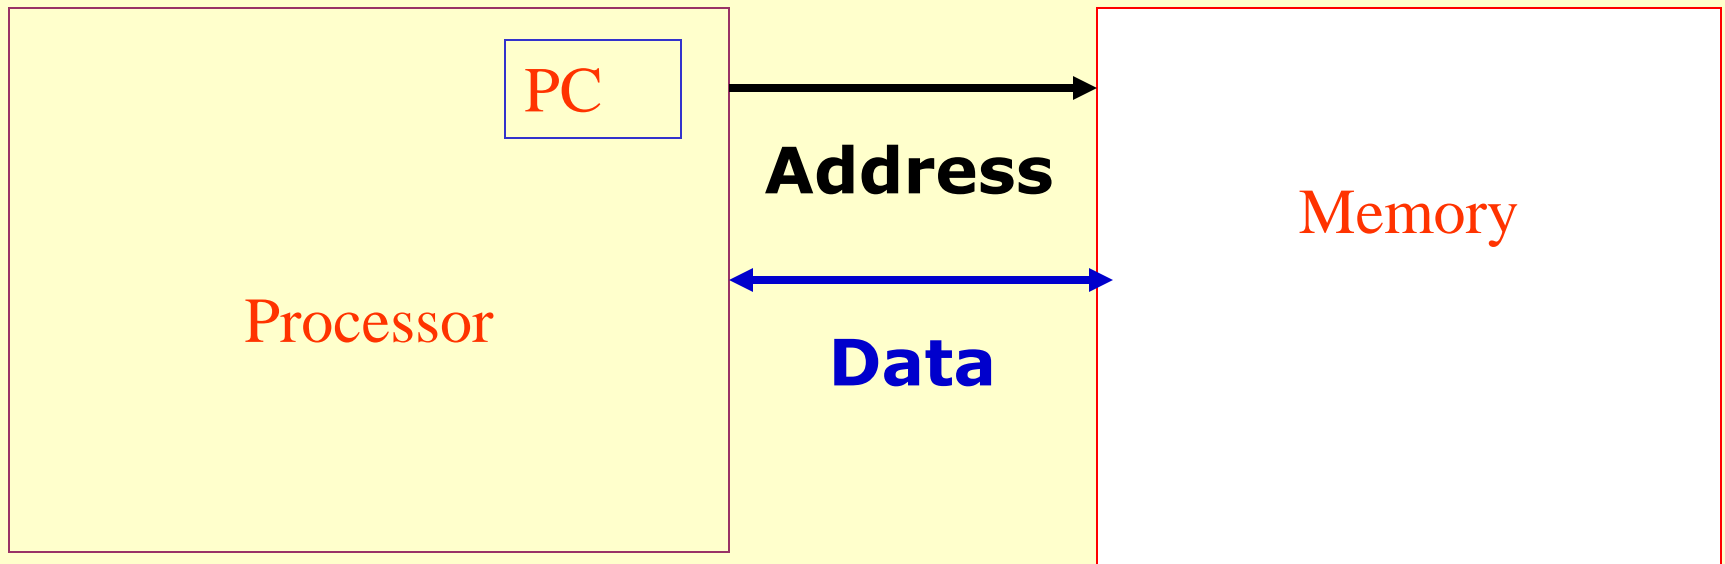 PC
Address
Memory
Processor
Data